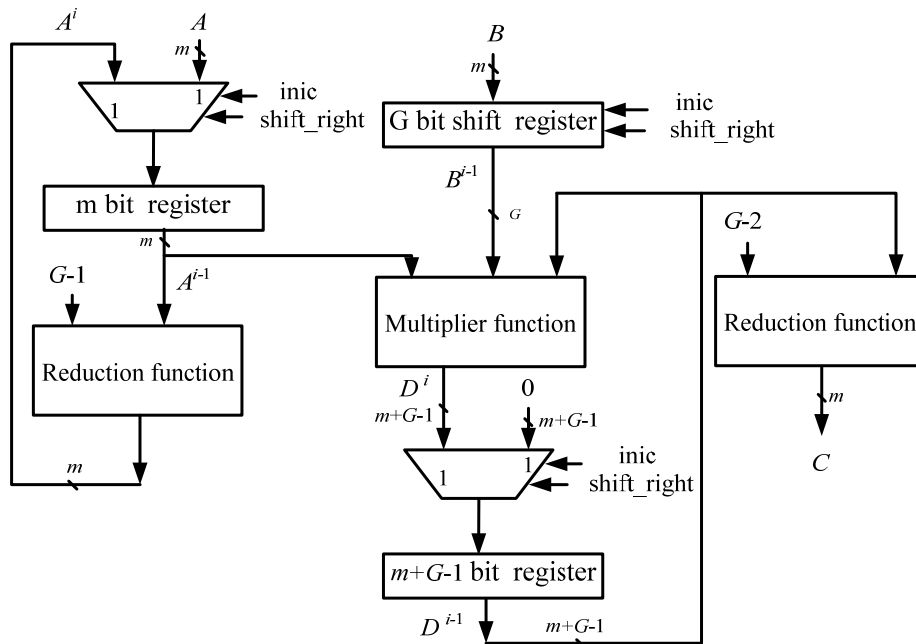 A^i
A
B
m
m
1
1
inic
shift_right
G bit shift register
inic
shift_right
B^{i-1}
G
m bit register
m
A^{i-1}
G-1
G-2
Multiplier function
Reduction function
Reduction function
D^i
0
m+G-1
m+G-1
m
C
1
1
inic
shift_right
m
m+G-1 bit register
D^{i-1}
m+G-1